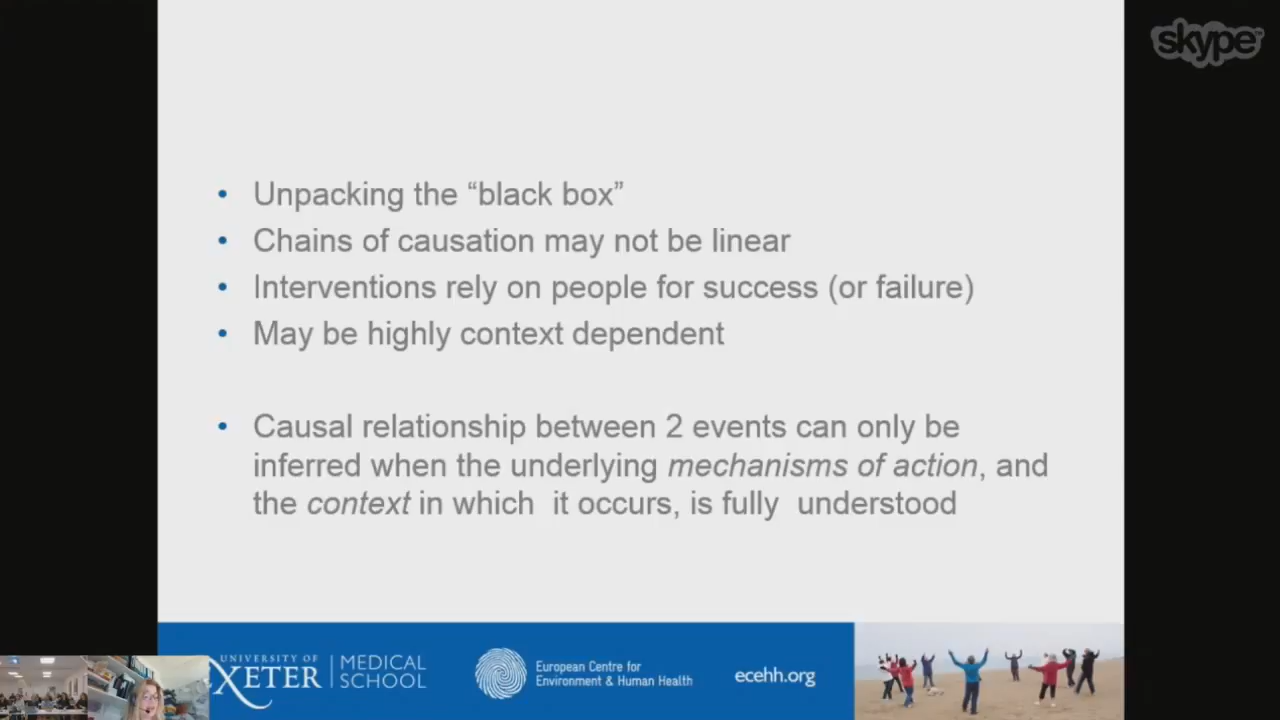 skype
• Unpacking the “black box”
• Chains of causation may not be linear
• Interventions rely on people for success (or failure)
• May be highly context dependent
• Causal relationship between 2 events can only be
inferred when the underlying mechanisms of action, and
the context in which it occurs, is fully understood
UNIVERSITY OF
EXETER
MEDICAL
SCHOOL
European Centre for
Environment & Human Health
ecehh.org